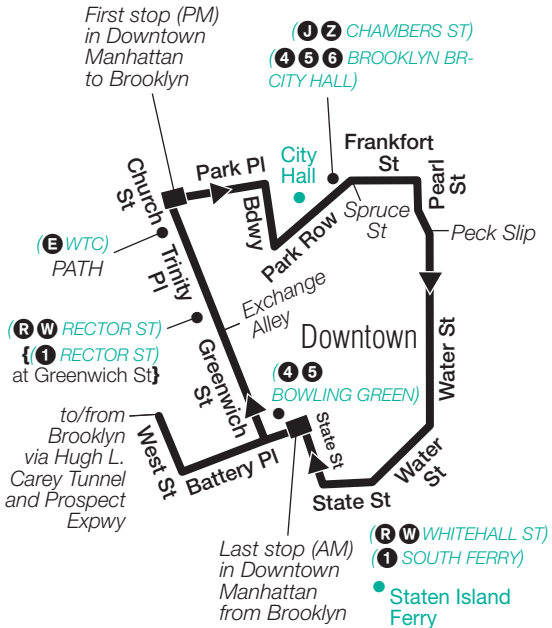 First stop (PM)
in Downtown
Manhattan
to Brooklyn
(J Z CHAMBERS ST)
(4 5 6 BROOKLYN BR-
CITY HALL)
Church
St
Park Pl
City
Hall
Bdwy
Park Row
Frankfort
St
Spruce
St
Pearl
St
Peck Slip
(E WTC)
PATH
Trinity
Pl
Exchange
Alley
(R W RECTOR ST)
{(1 RECTOR ST)
at Greenwich St}
Greenwich
St
Downtown
Water St
(4 5
BOWLING GREEN)
to/from
Brooklyn
via Hugh L.
Carey Tunnel
and Prospect
Expwy
West St
Battery Pl
State St
State St
Water
St
Last stop (AM)
in Downtown
Manhattan
from Brooklyn
(R W WHITEHALL ST)
(1 SOUTH FERRY)
Staten Island
Ferry